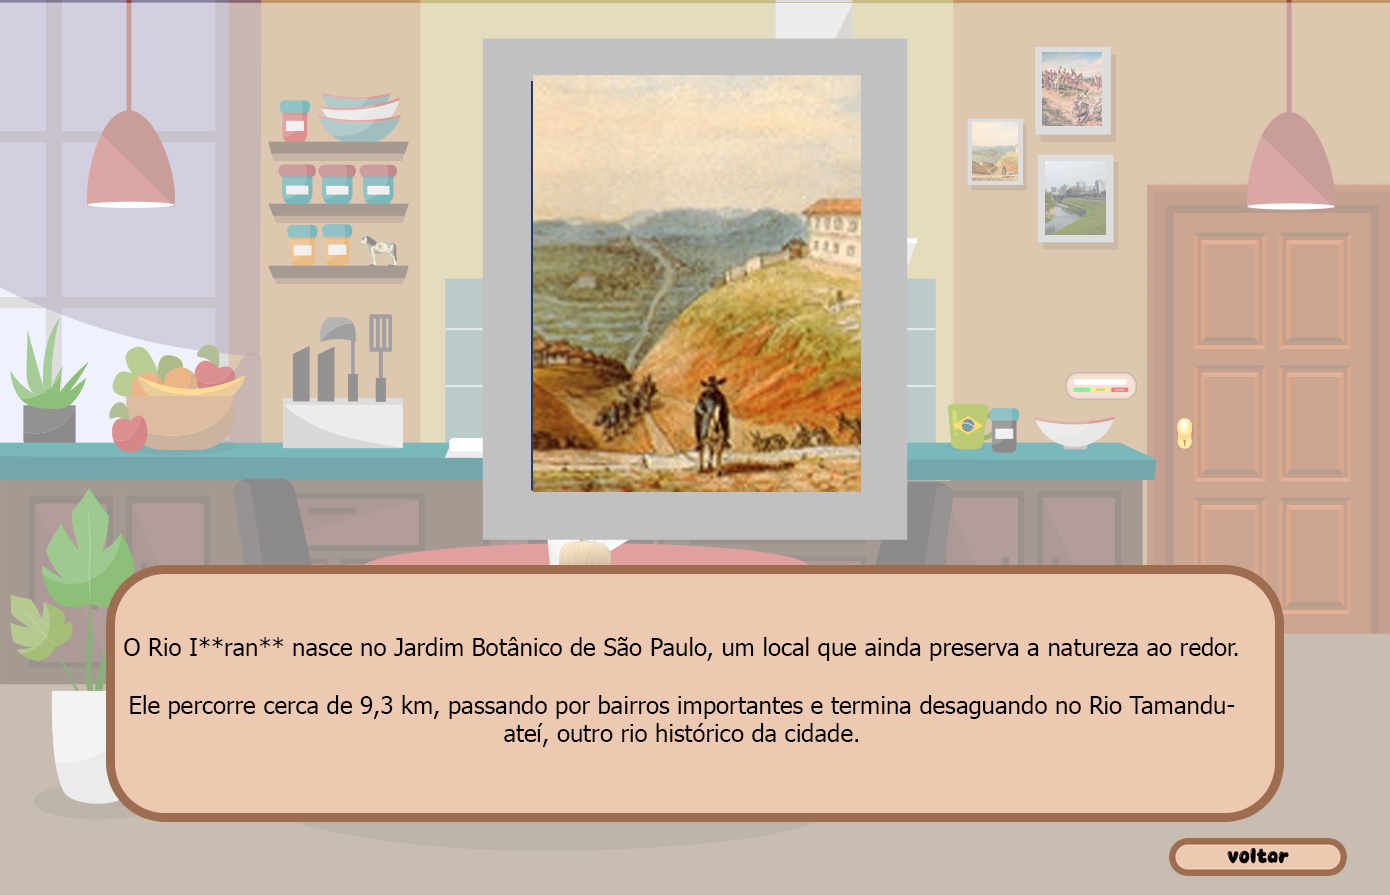 O Rio I**ran** nasce no Jardim Botânico de São Paulo, um local que ainda preserva a natureza ao redor.
Ele percorre cerca de 9,3 km, passando por bairros importantes e termina desaguando no Rio Tamandu-
ateí, outro rio histórico da cidade.
voltar